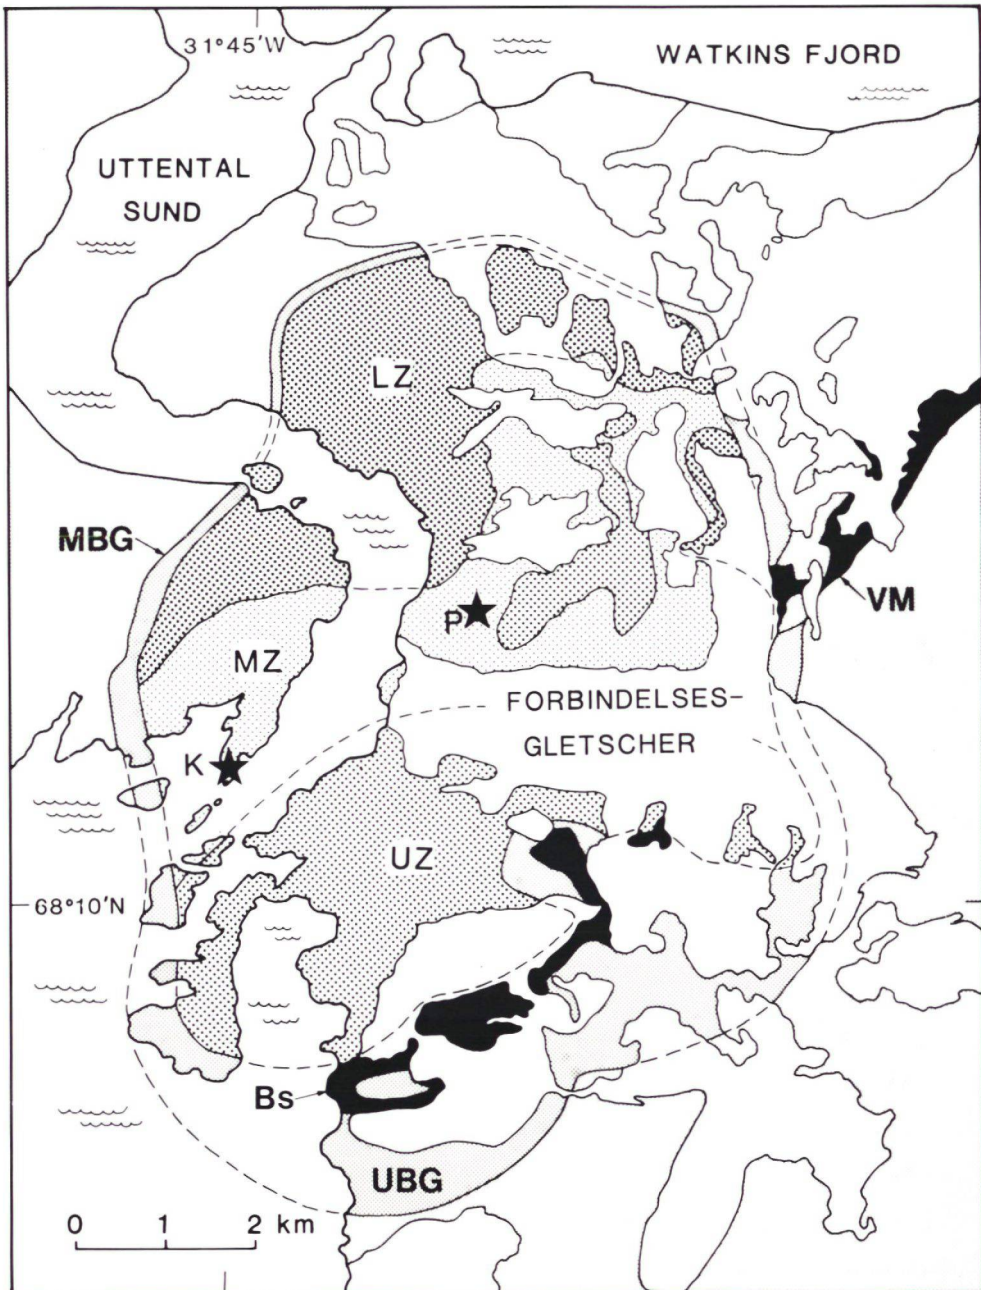 31°45'W
WATKINS FJORD
UTTENTAL
SUND
LZ
MBG
VM
P
MZ
FORBINDELSES-
GLETSCHER
K
UZ
68°10'N
Bs
UBG
0 1 2 km